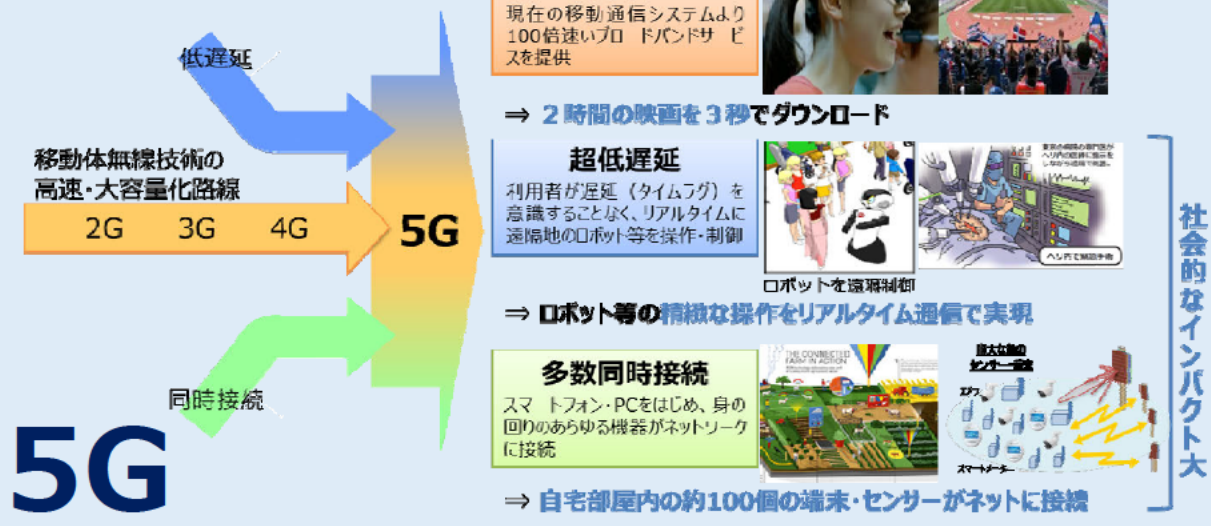 低遅延
移動体無線技術の
高速・大容量化路線
2G 3G 4G
5G
同時接続
5G
現在の移動通信システムより
100倍速いブロードバンドサービ
スを提供
⇒ 2時間の映画を3秒でダウンロード
超低遅延
利用者が遅延（タイムラグ）を
意識することなく、リアルタイムに
遠隔地のロボット等を操作・制御
ロボットを遠隔制御
⇒ ロボット等の精緻な操作をリアルタイム通信で実現
多数同時接続
スマートフォン・PCをはじめ、身の
回りのあらゆる機器がネットワーク
に接続
THE CONNECTED
FARM IN ACTION
カメラ
スマートメーター
⇒ 自宅部屋内の約100個の端末・センサーがネットに接続
社会的なインパクト大